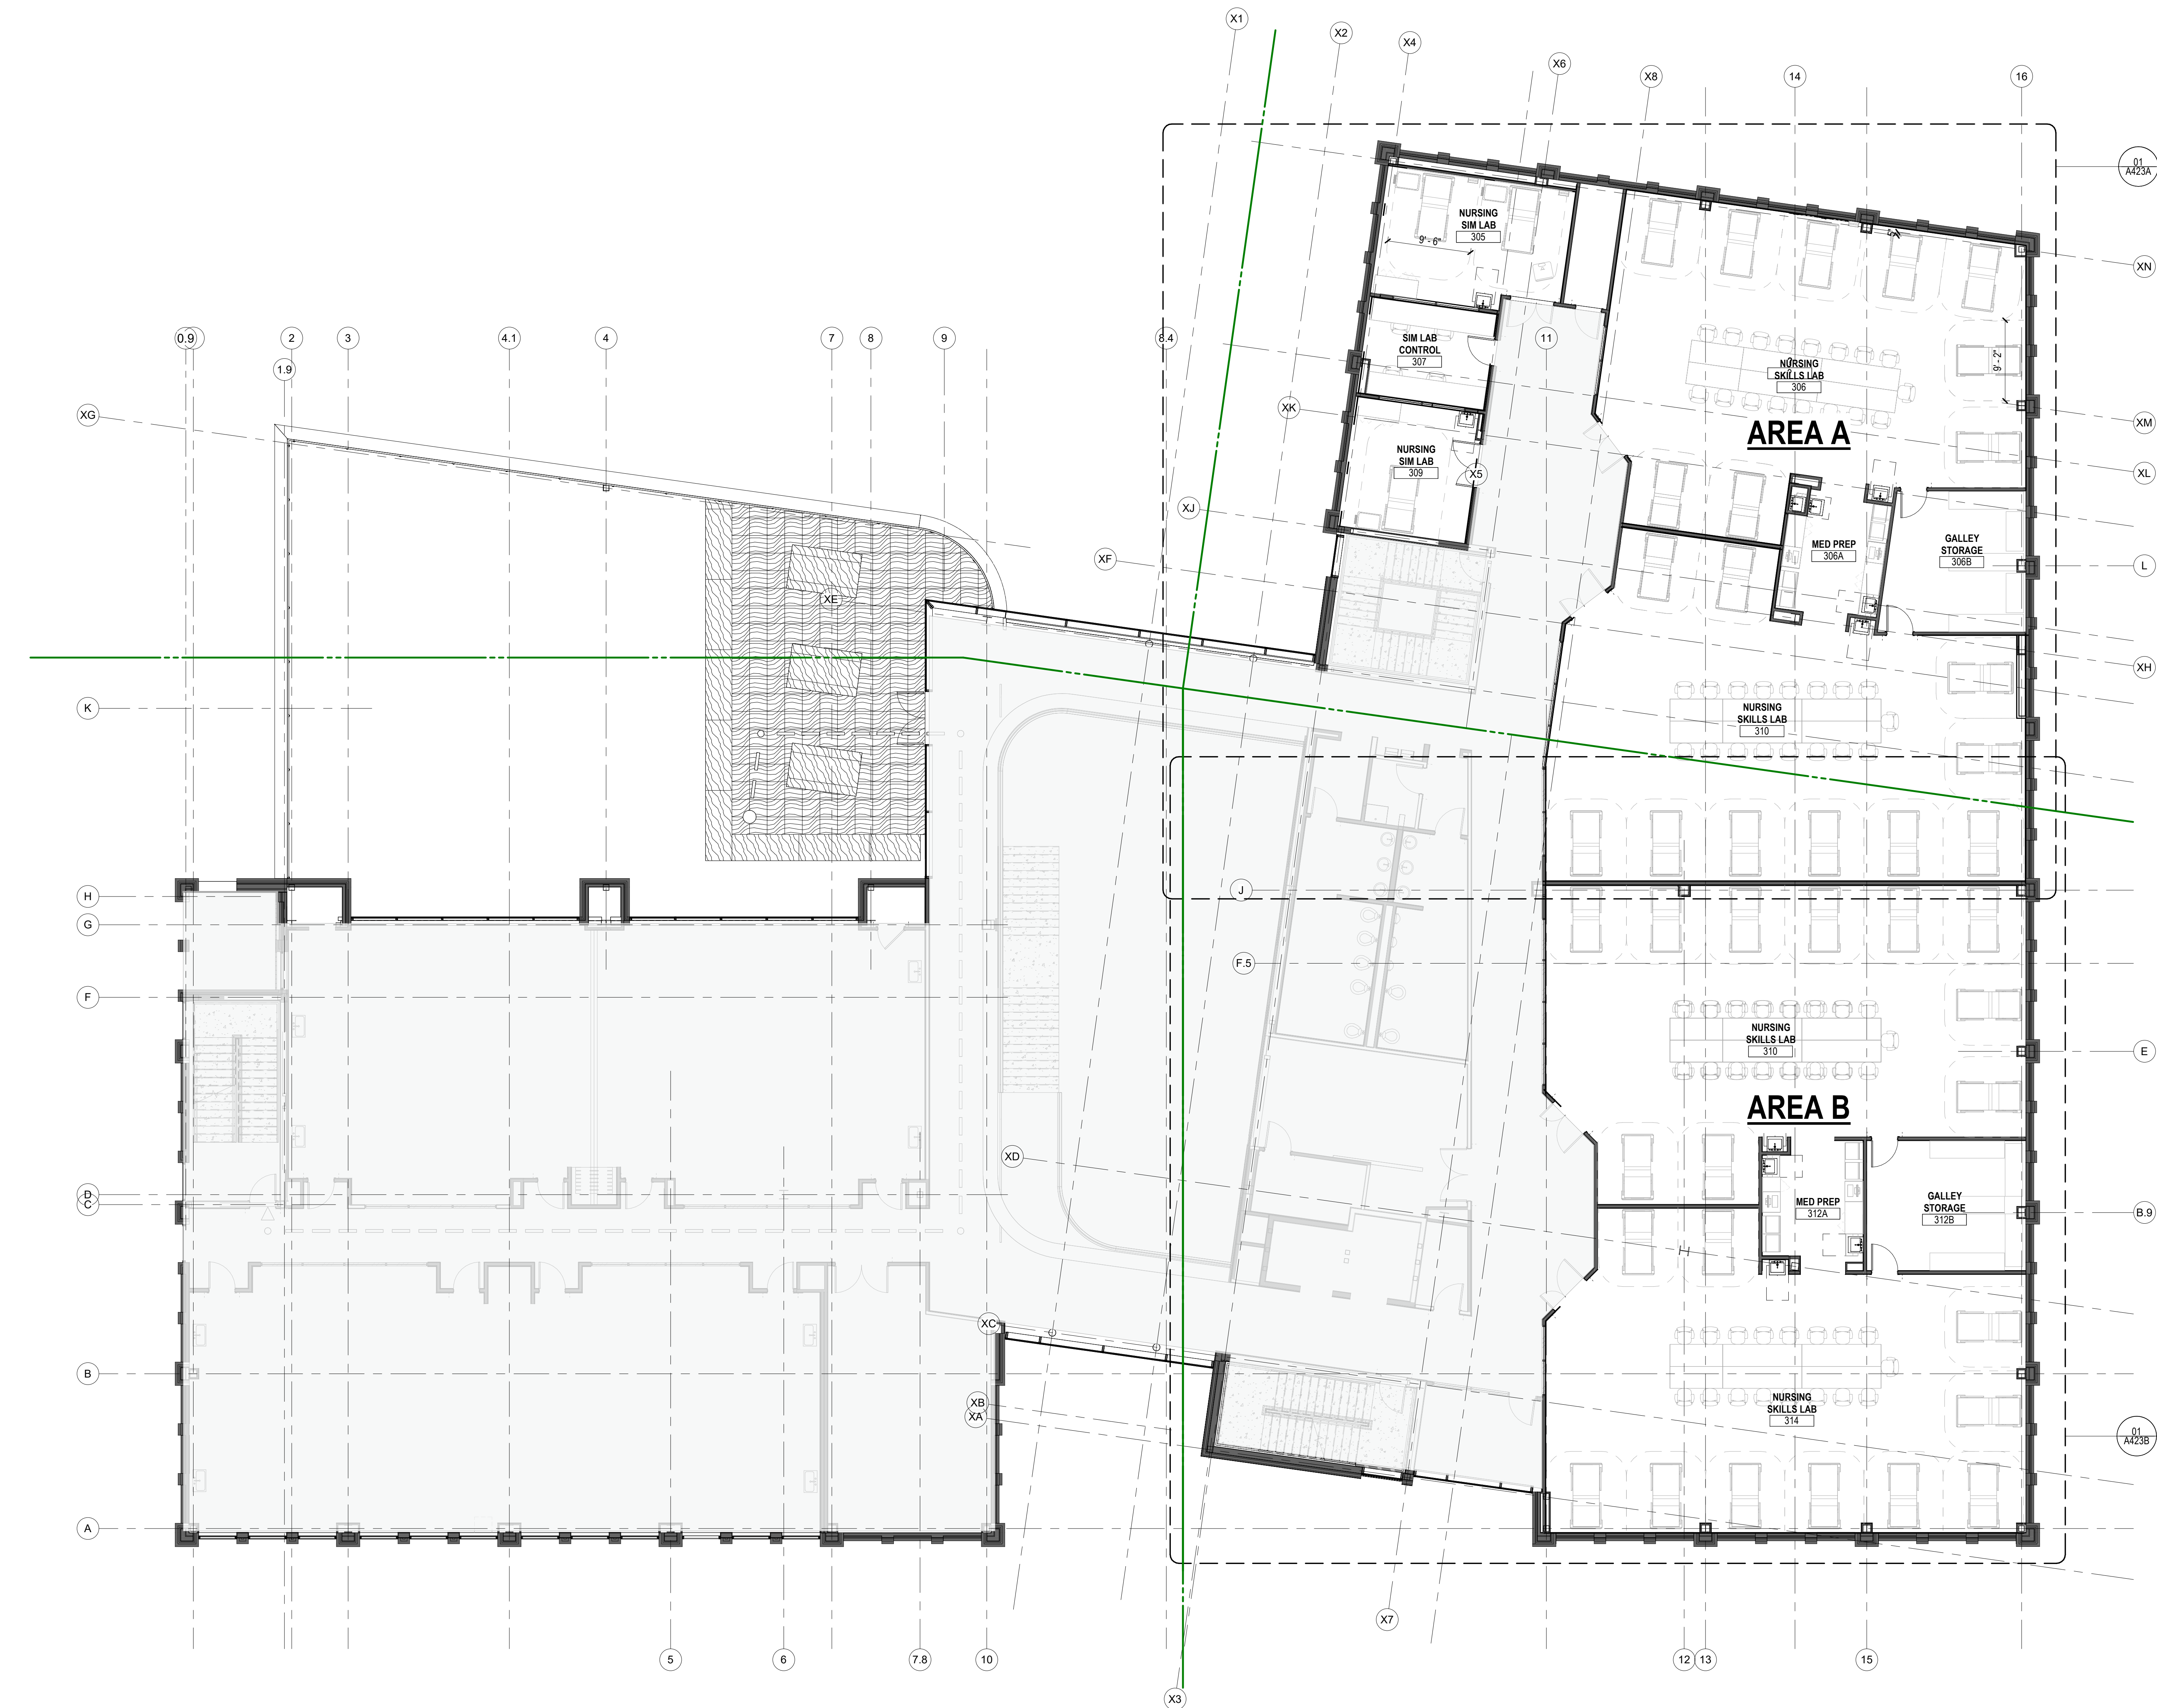 X1
X2
X4
X6
X8
14
16
01
A423A
NURSING
SIM LAB
305
9' - 6"
5"
XN
0.9
2
3
4.1
4
7
8
9
8.4
11
1.9
SIM LAB
CONTROL
307
NURSING
SKILLS LAB
306
9' - 2"
XG
XK
XM
AREA A
NURSING
SIM LAB
309
X5
XL
XJ
XF
MED PREP
306A
GALLEY
STORAGE
306B
L
XE
XH
K
NURSING
SKILLS LAB
310
H
J
G
F.5
F
NURSING
SKILLS LAB
310
E
AREA B
XD
D
C
MED PREP
312A
GALLEY
STORAGE
312B
B.9
XC
B
XB
XA
NURSING
SKILLS LAB
314
01
A423B
A
X7
5
6
7.8
10
12
13
15
X3